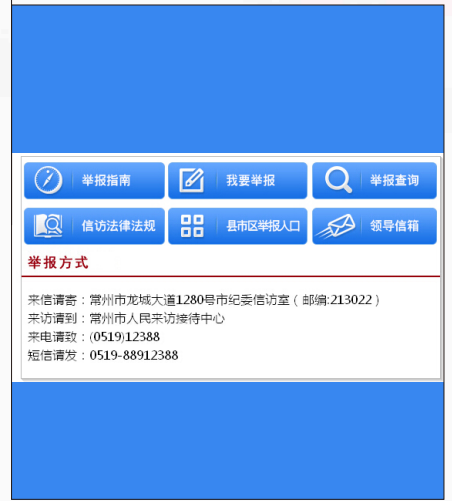 举报指南
我要举报
举报查询
信访法律法规
县市区举报入口
领导信箱
举报方式
来信请寄：常州市龙城大道1280号市纪委信访室（邮编:213022）
来访请到：常州市人民来访接待中心
来电请致：(0519)12388
短信请发：0519-88912388